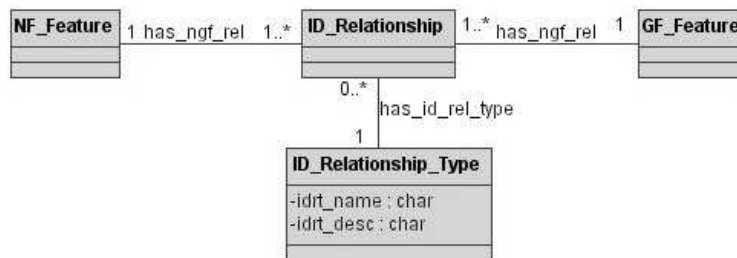 NF_Feature
1 has_ngf_rel 1..*
ID_Relationship
1..* has_ngf_rel 1
GF_Feature
0..*
has_id_rel_type
1
ID_Relationship_Type
-idrt_name : char
-idrt_desc : char